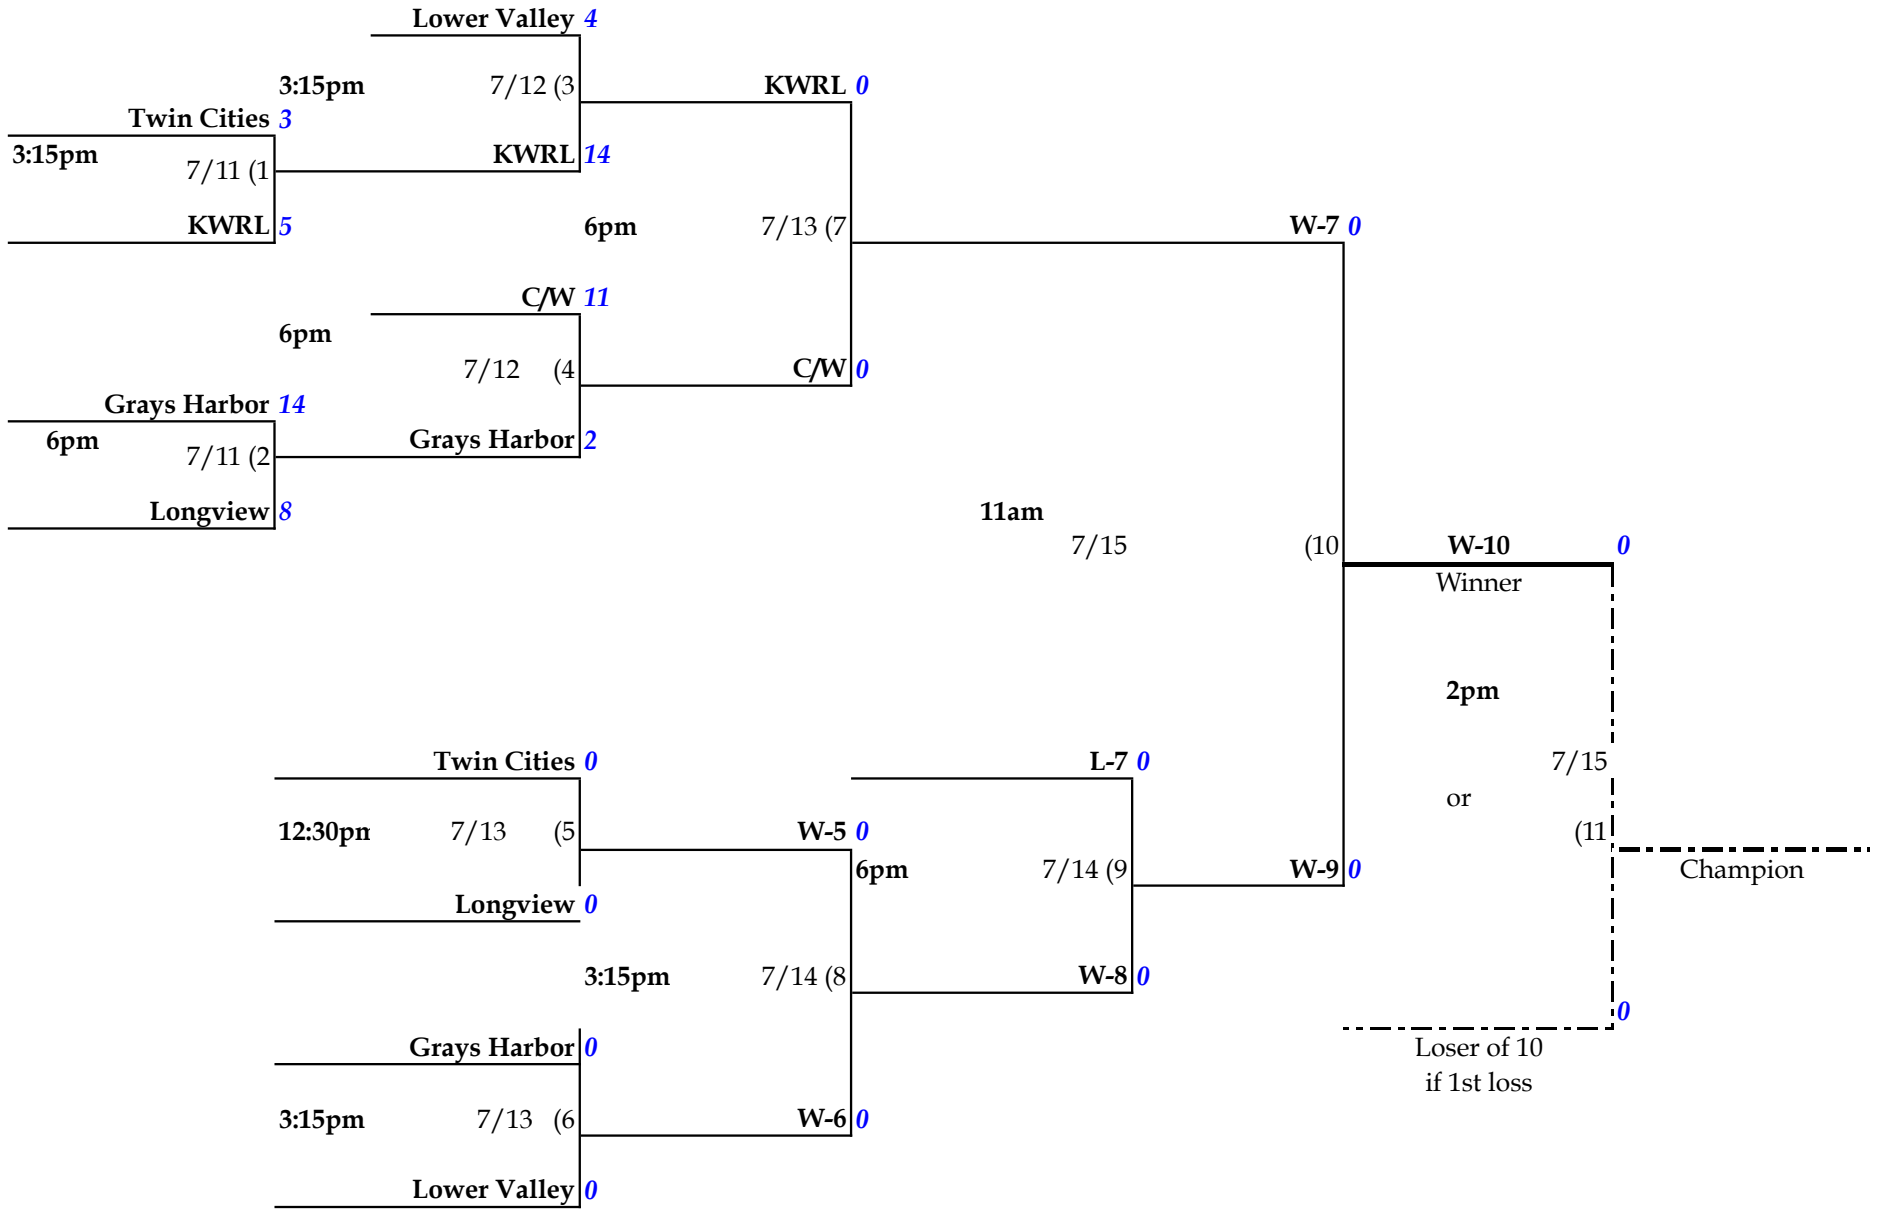 Lower Valley 4
3:15pm 7/12 (3 KWRL 0
Twin Cities 3
3:15pm 7/11 (1 KWRL 14
KWRL 5 6pm 7/13 (7 W-7 0
C/W 11
6pm
7/12 (4 C/W 0
Grays Harbor 14
6pm 7/11 (2 Grays Harbor 2
Longview 8 11am
7/15 (10 W-10 0
Winner
2pm
Twin Cities 0 L-7 0 7/15
or
12:30pm 7/13 (5 W-5 0 (11
6pm 7/14 (9 W-9 0 Champion
Longview 0
3:15pm 7/14 (8 W-8 0
0
Grays Harbor 0 Loser of 10
if 1st loss
3:15pm 7/13 (6 W-6 0
Lower Valley 0